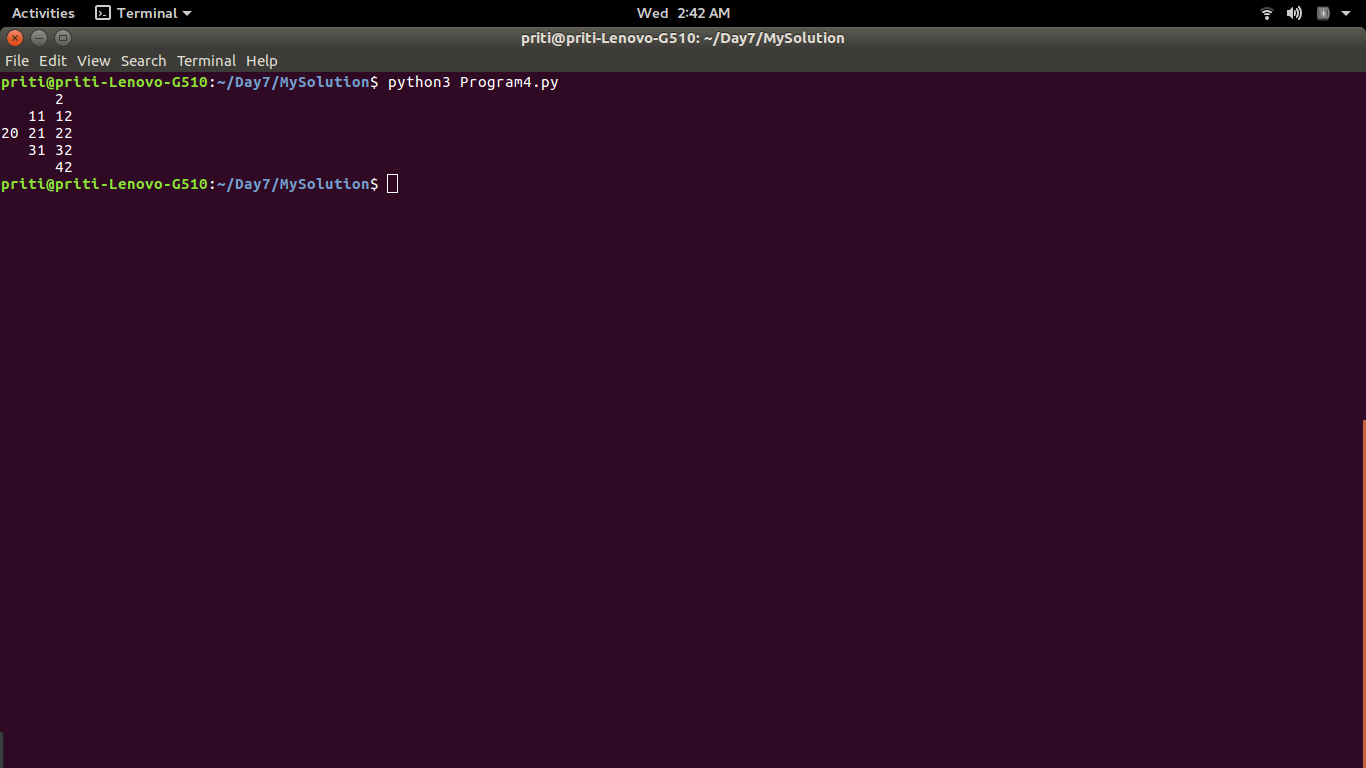 Activities Terminal Wed 2:42 AM
priti@priti-Lenovo-G510: ~/Day7/MySolution
File Edit View Search Terminal Help
priti@priti-Lenovo-G510:~/Day7/MySolution$ python3 Program4.py
      2
   11 12
20 21 22
   31 32
      42
priti@priti-Lenovo-G510:~/Day7/MySolution$